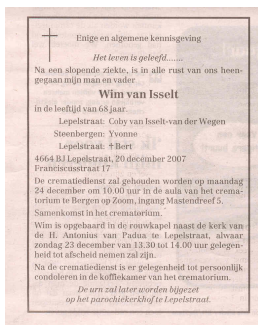 Enige en algemene kennisgeving
Het leven is geleefd.......
Na een slopende ziekte, is in alle rust van ons heen-
gegaan mijn man en vader
Wim van Isselt
in de leeftijd van 68 jaar.
Lepelstraat: Coby van Isselt-van der Wegen
Steenbergen: Yvonne
Lepelstraat: † Bert
4664 BJ Lepelstraat, 20 december 2007
Franciscusstraat 17
De crematiedienst zal gehouden worden op maandag
24 december om 10.00 uur in de aula van het crema-
torium te Bergen op Zoom, ingang Mastendreef 5.
Samenkomst in het crematorium.
Wim is opgebaard in de rouwkapel naast de kerk van
de H. Antonius van Padua te Lepelstraat, alwaar
zondag 23 december van 13.30 tot 14.00 uur gelegen-
heid tot afscheid nemen zal zijn.
Na de crematiedienst is er gelegenheid tot persoonlijk
condoleren in de koffiekamer van het crematorium.
De urn zal later worden bijgezet
op het parochiekerkhof te Lepelstraat.